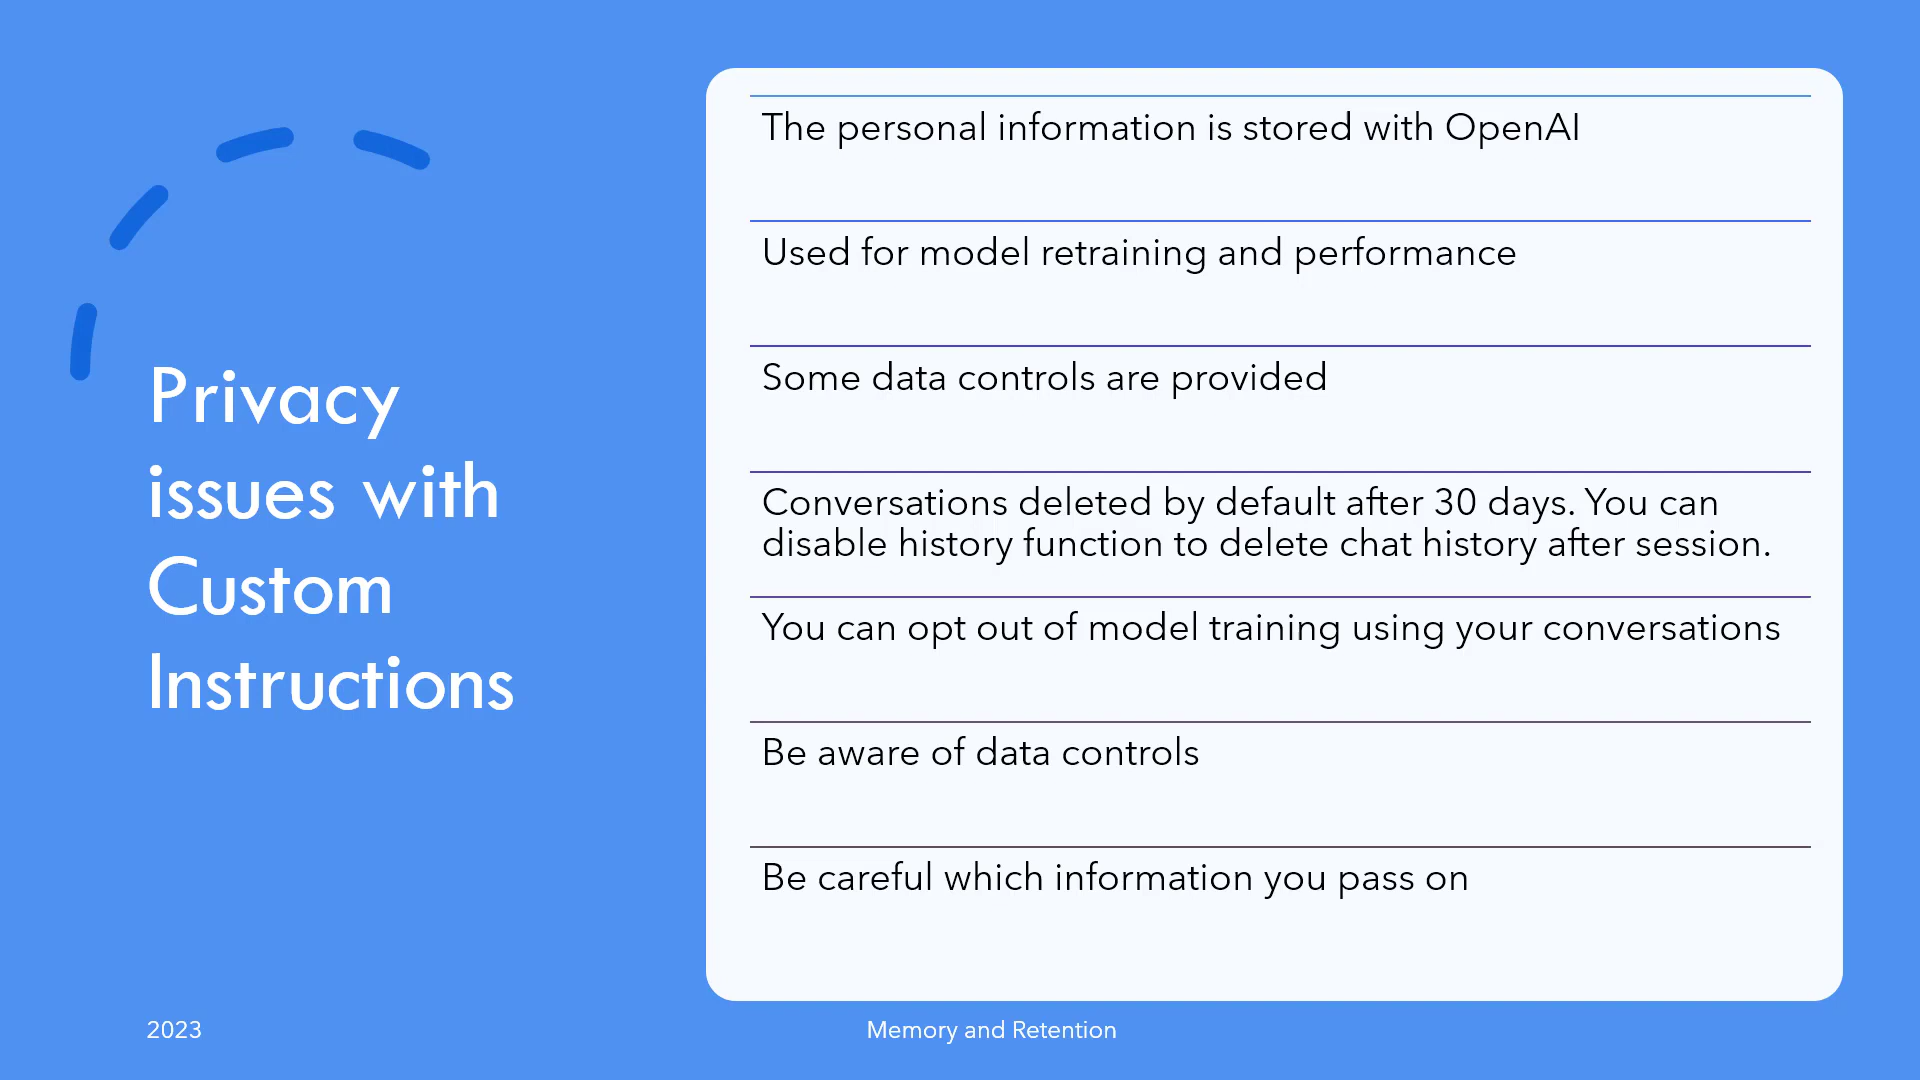 Privacy
issues with
Custom
Instructions
The personal information is stored with OpenAI
Used for model retraining and performance
Some data controls are provided
Conversations deleted by default after 30 days. You can
disable history function to delete chat history after session.
You can opt out of model training using your conversations
Be aware of data controls
Be careful which information you pass on
2023
Memory and Retention